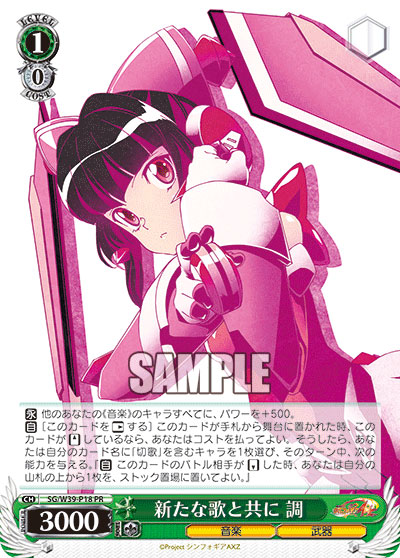 LEVEL
1
0
COST
SAMPLE
永 他のあなたの《音楽》のキャラすべてに、パワーを+500。
自［このカードをする］ このカードが手札から舞台に置かれた時、このカードがしているなら、あなたはコストを払ってよい。そうしたら、あなたは自分のカード名に「切歌」を含むキャラを1枚選び、そのターン中、次の能力を与える。『自 このカードのバトル相手がした時、あなたは自分の山札の上から1枚を、ストック置場に置いてよい。』
CH SG/W39-P18 PR
3000
新たな歌と共に 調
音楽
武器
©Project シンフォギアAXZ